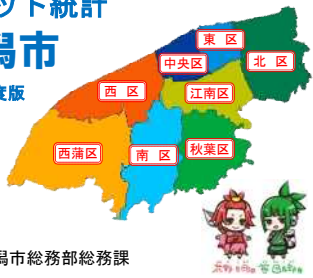 ット統計
潟市
度版
東 区
北 区
中央区
西 区
江南区
西蒲区
南 区
秋葉区
潟市総務部総務課